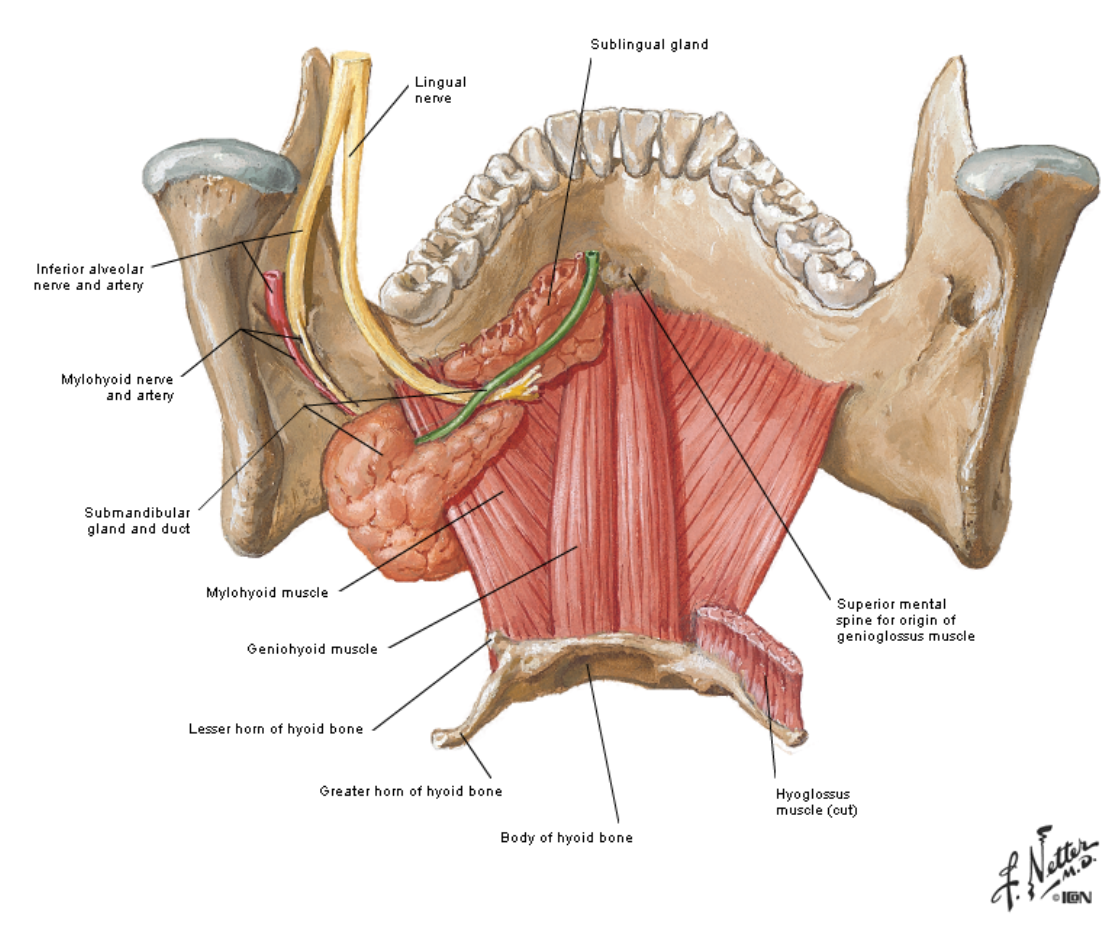 Sublingual gland
Lingual
nerve
Inferior alveolar
nerve and artery
Mylohyoid nerve
and artery
Submandibular
gland and duct
Mylohyoid muscle
Superior mental
spine for origin of
genioglossus muscle
Geniohyoid muscle
Lesser horn of hyoid bone
Greater horn of hyoid bone
Hyoglossus
muscle (cut)
Body of hyoid bone
F. Netter
M.D.
©ICON